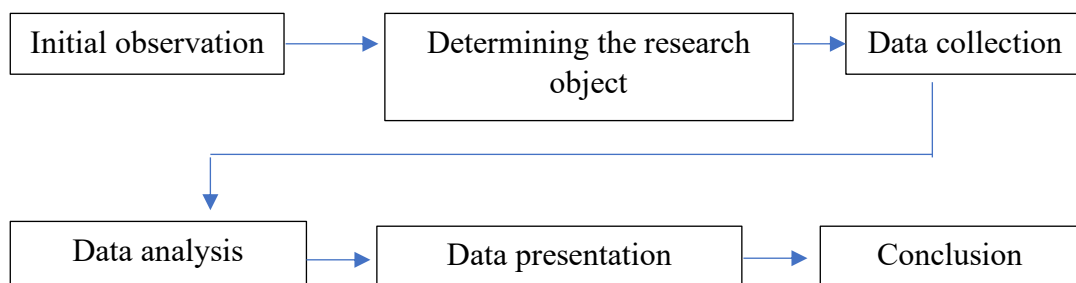 Initial observation
Determining the research
object
Data collection
Data analysis
Data presentation
Conclusion